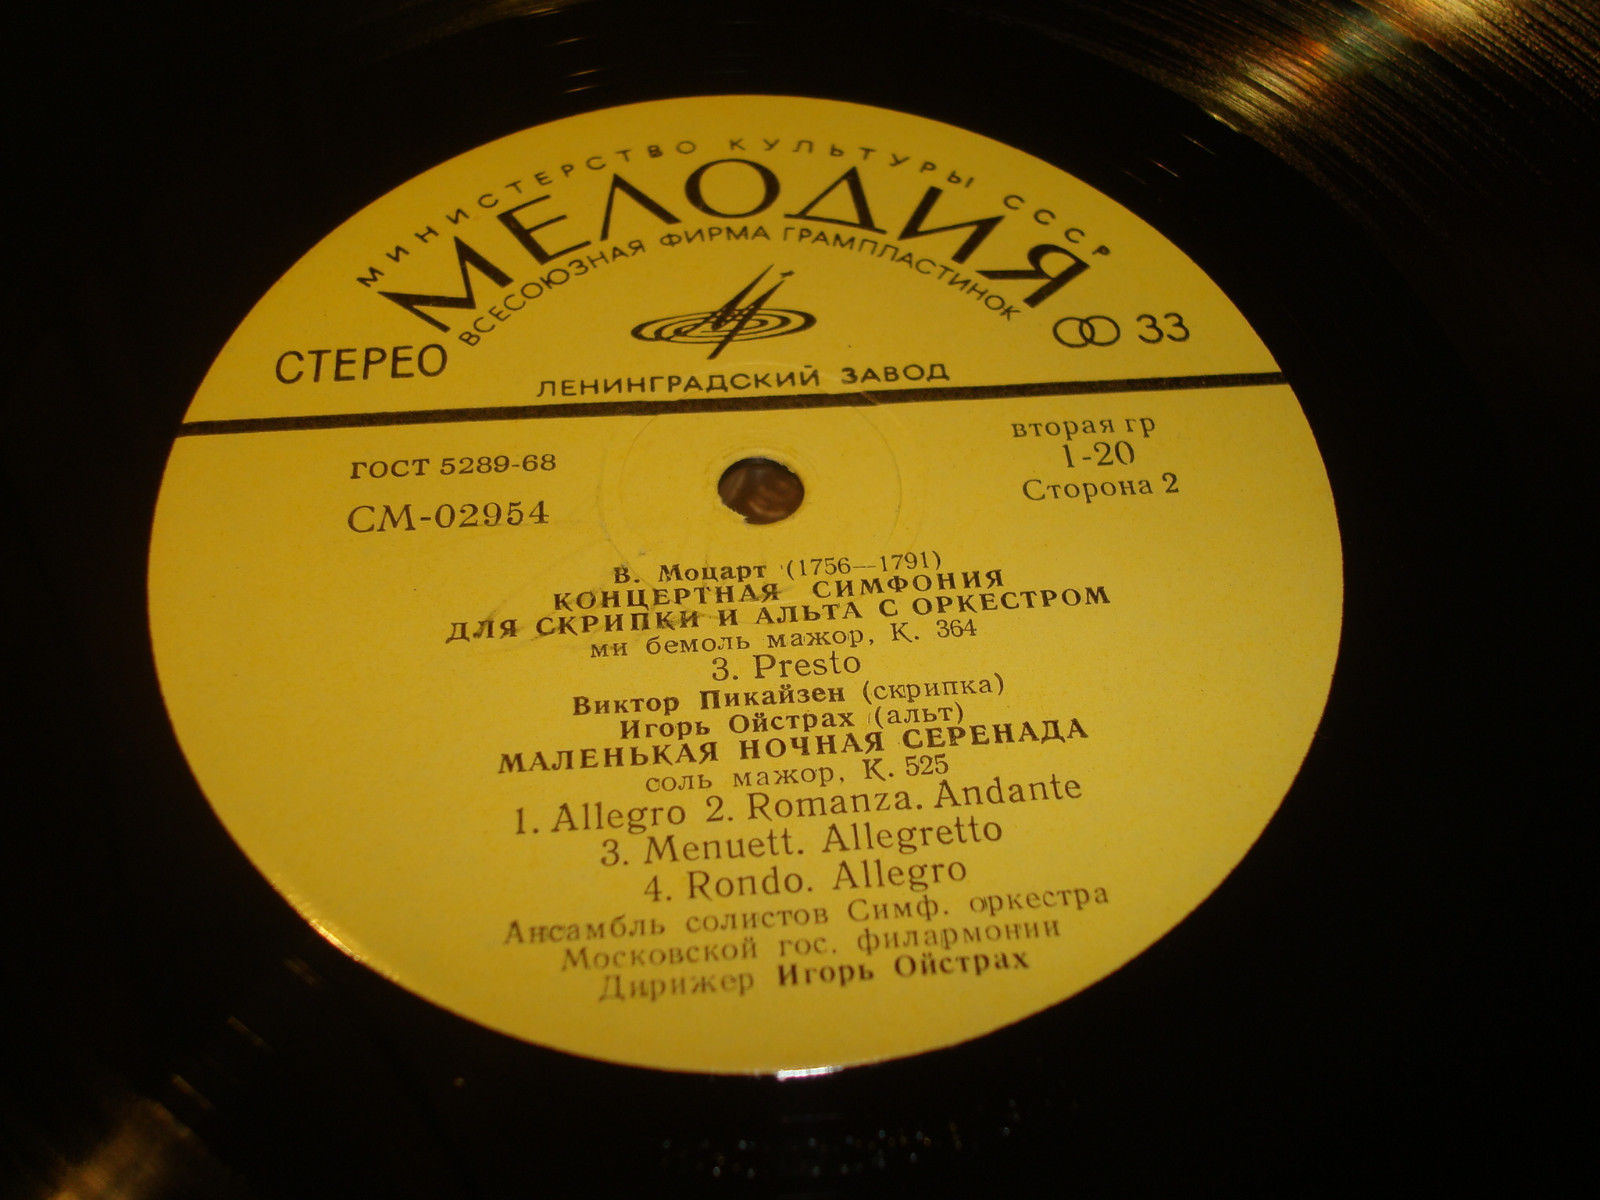 МИНИСТЕРСТВО КУЛЬТУРЫ СССР
МЕЛОДИЯ
ВСЕСОЮЗНАЯ ФИРМА ГРАМПЛАСТИНОК
СТЕРЕО
33
ЛЕНИНГРАДСКИЙ ЗАВОД
ГОСТ 5289-68
СМ-02954
вторая гр
1-20
Сторона 2
В. Моцарт (1756—1791)
КОНЦЕРТНАЯ СИМФОНИЯ
ДЛЯ СКРИПКИ И АЛЬТА С ОРКЕСТРОМ
ми бемоль мажор, К. 364
3. Presto
Виктор Пикайзен (скрипка)
Игорь Ойстрах (альт)
МАЛЕНЬКАЯ НОЧНАЯ СЕРЕНАДА
соль мажор, К. 525
1. Allegro 2. Romanza. Andante
3. Menuett. Allegretto
4. Rondo. Allegro
Ансамбль солистов Симф. оркестра
Московской гос. филармонии
Дирижер Игорь Ойстрах